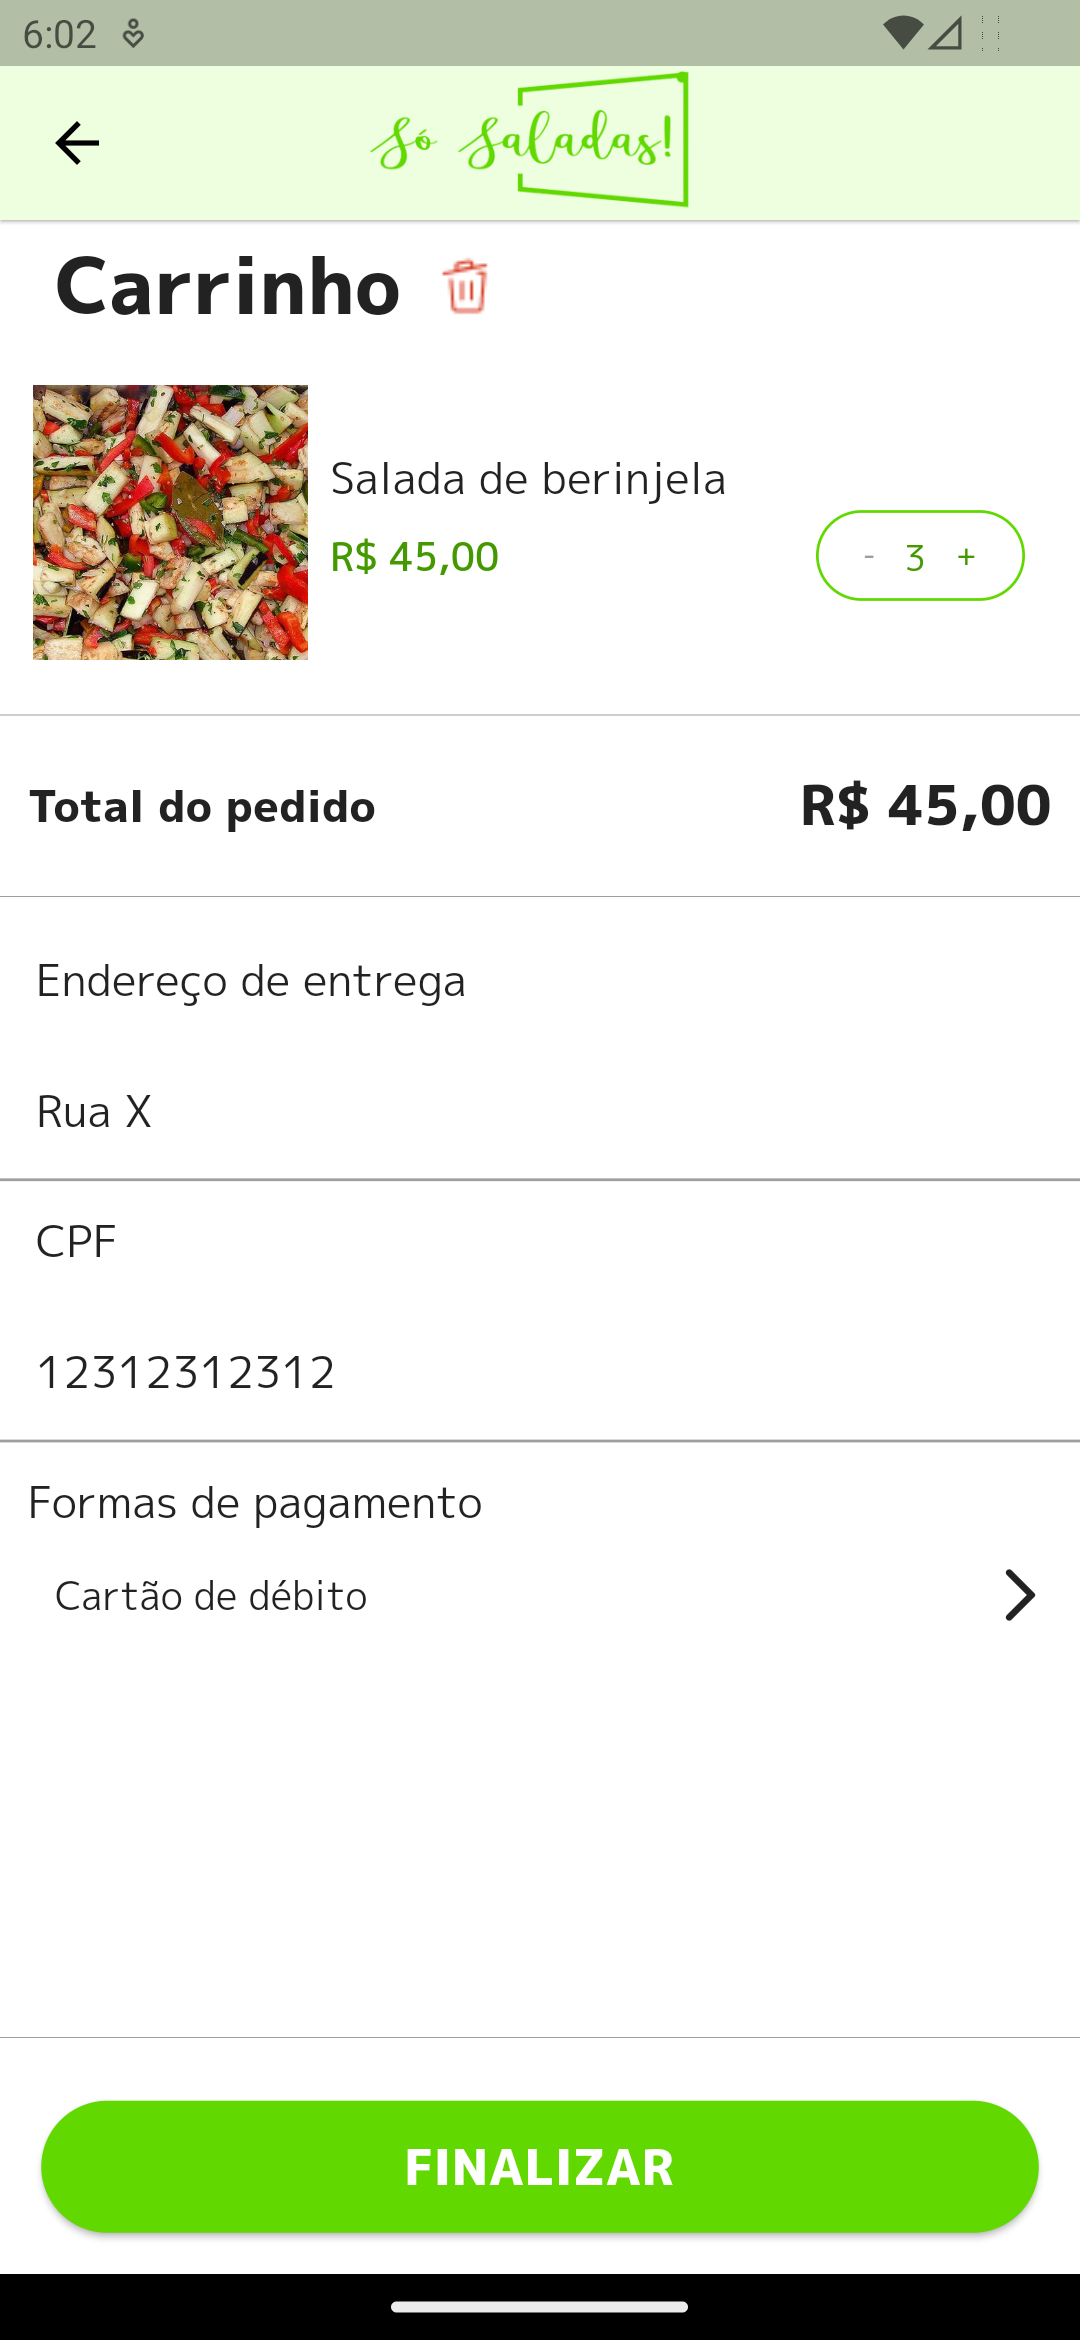 6:02
Só Saladas!
Carrinho
Salada de berinjela
R$ 45,00
- 3 +
Total do pedido
R$ 45,00
Endereço de entrega
Rua X
CPF
12312312312
Formas de pagamento
Cartão de débito
FINALIZAR